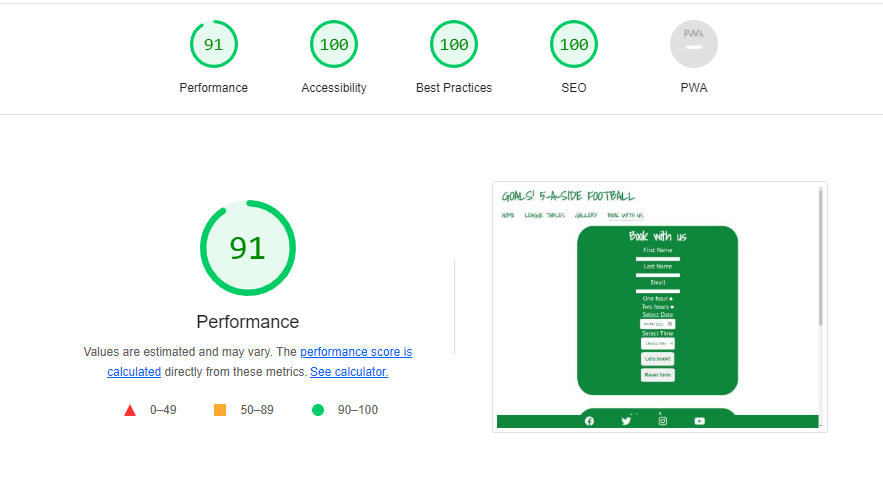 91
100
100
100
PWA
Performance
Accessibility
Best Practices
SEO
PWA
91
Performance
Values are estimated and may vary. The performance score is
calculated directly from these metrics. See calculator.
0–49
50–89
90–100
GOALS! 5-A-SIDE FOOTBALL
HOME LEAGUE TABLES GALLERY BOOK WITH US
Book with us
First Name
Last Name
Email
One hour
Two hours
Select Date
Select Time
Lets book!
Reset form